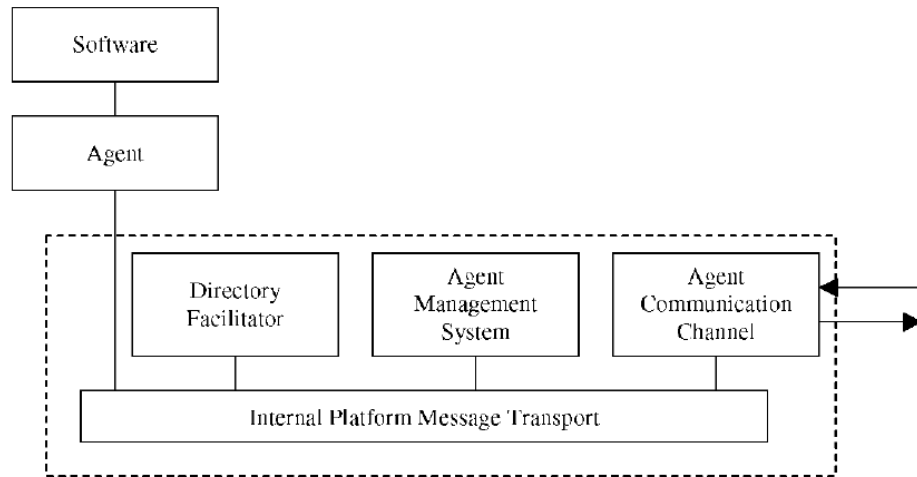 Software
Agent
Directory
Facilitator
Agent
Management
System
Agent
Communication
Channel
Internal Platform Message Transport